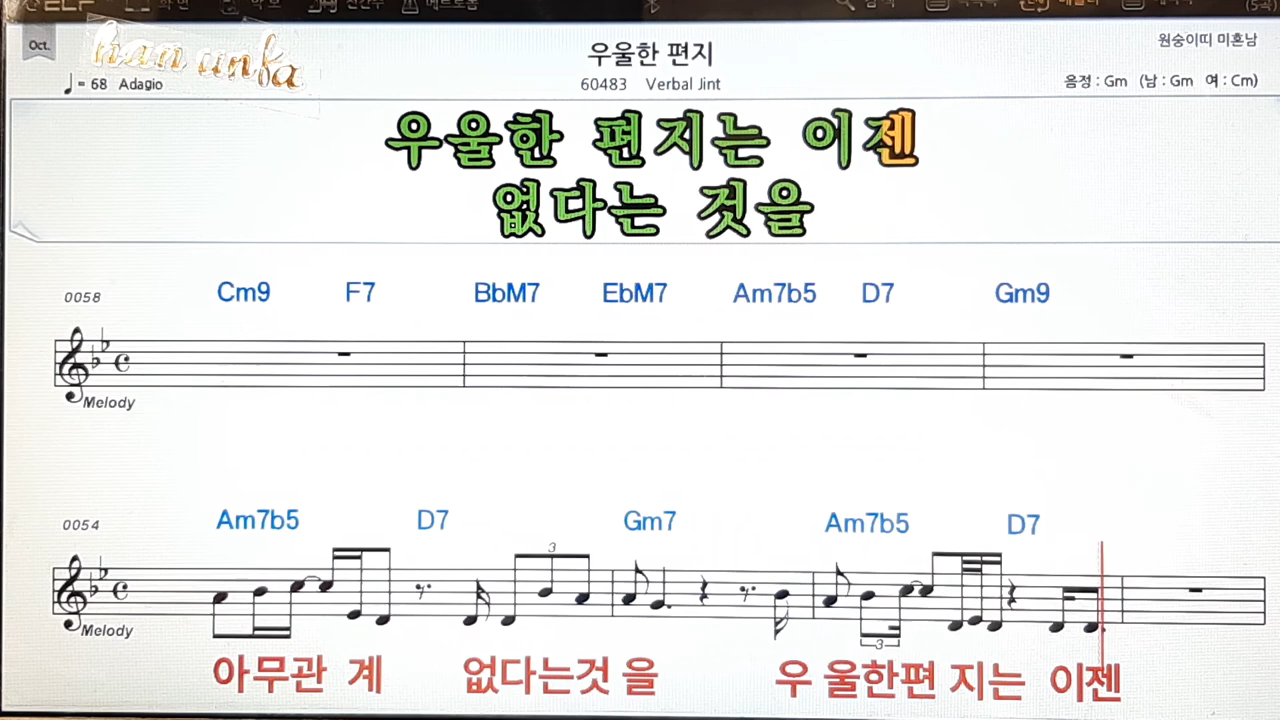 Oct.
han unfa
우울한 편지
원숭이띠 미혼남
♩= 68 Adagio
60483 Verbal Jint
음정 : Gm (남 : Gm 여 : Cm)
우울한 편지는 이젠
없다는 것을
0058 Cm9 F7 BbM7 EbM7 Am7b5 D7 Gm9
Melody
0054 Am7b5 D7 Gm7 Am7b5 D7
3
Melody
3
아무관 계 없다는것 을 우 울한편 지는 이젠